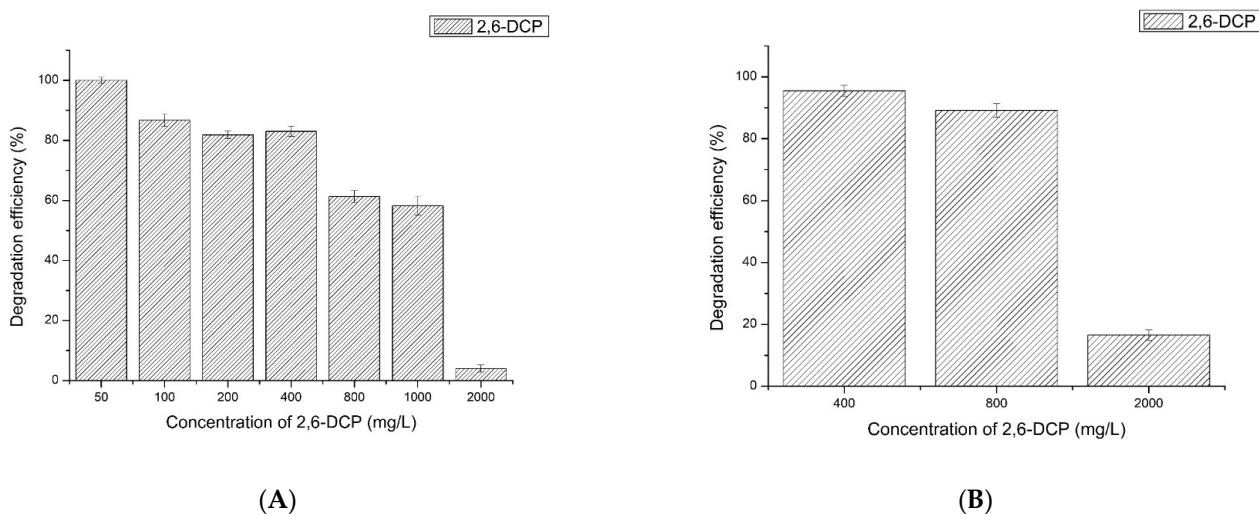 2,6-DCP
Degradation efficiency (%)
100
80
60
40
20
0
50 100 200 400 800 1000 2000
Concentration of 2,6-DCP (mg/L)
(A)
2,6-DCP
Degradation efficiency (%)
100
80
60
40
20
0
400 800 2000
Concentration of 2,6-DCP (mg/L)
(B)